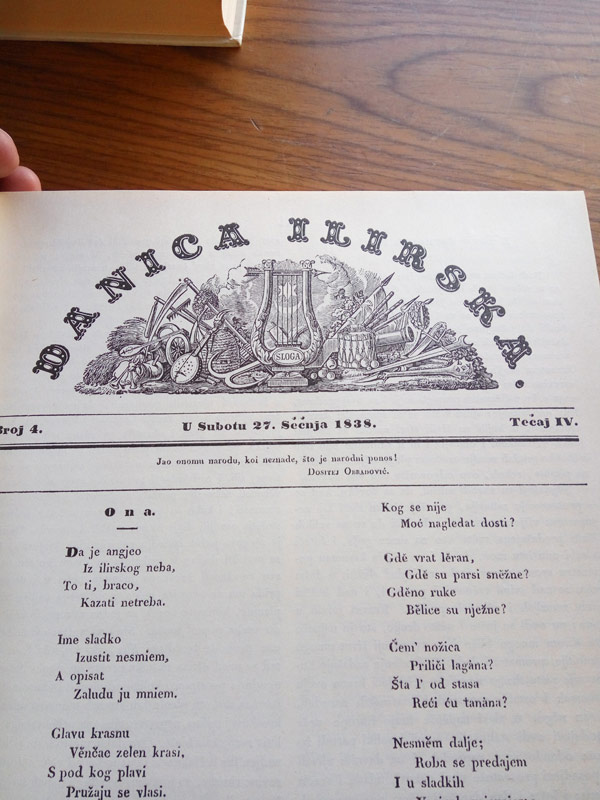 DANICA ILIRSKA.
SLOGA
Broj 4.
U Subotu 27. Sěčnja 1838.
Tečaj IV.
Jao onomu narodu, koi neznade, što je narodni ponos!
Dositej Obradović.
Ona.
Da je angjeo
Iz ilirskog neba,
To ti, braco,
Kazati netreba.
Ime sladko
Izustit nesmiem,
A opisat
Zaludu ju mniem.
Glavu krasnu
Věnčac zelen krasi,
S pod kog plavi
Pružaju se vlasi.
Kog se nije
Moć nagledat dosti?
Gdě vrat lěran,
Gdě su parsi sněžne?
Gděno ruke
Bělice su nježne?
Čem' nožica
Priliči lagàna?
Šta l' od stasa
Reći ću tanàna?
Nesmëm dalje;
Roba se predajem
I u sladkih